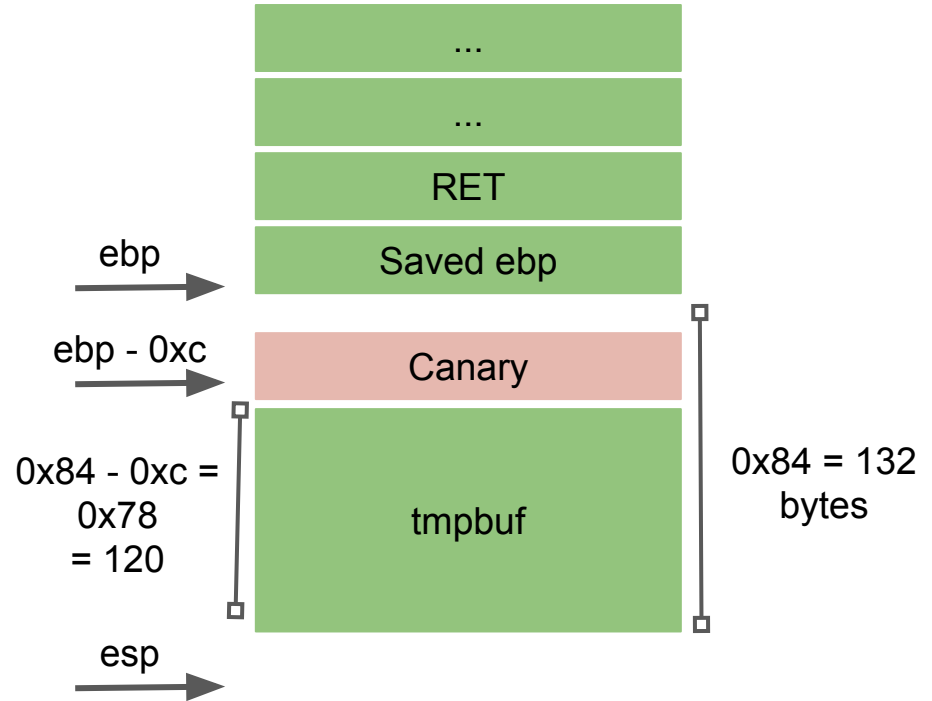 ...
...
RET
ebp
Saved ebp
ebp - 0xc
Canary
0x84 - 0xc =
0x78
= 120
tmpbuf
0x84 = 132
bytes
esp